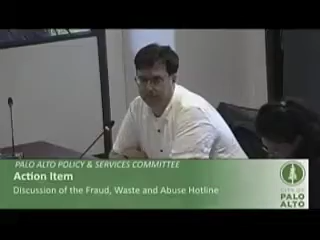 PALO ALTO POLICY & SERVICES COMMITTEE
Action Item
Discussion of the Fraud, Waste and Abuse Hotline
CITY OF
PALO
ALTO